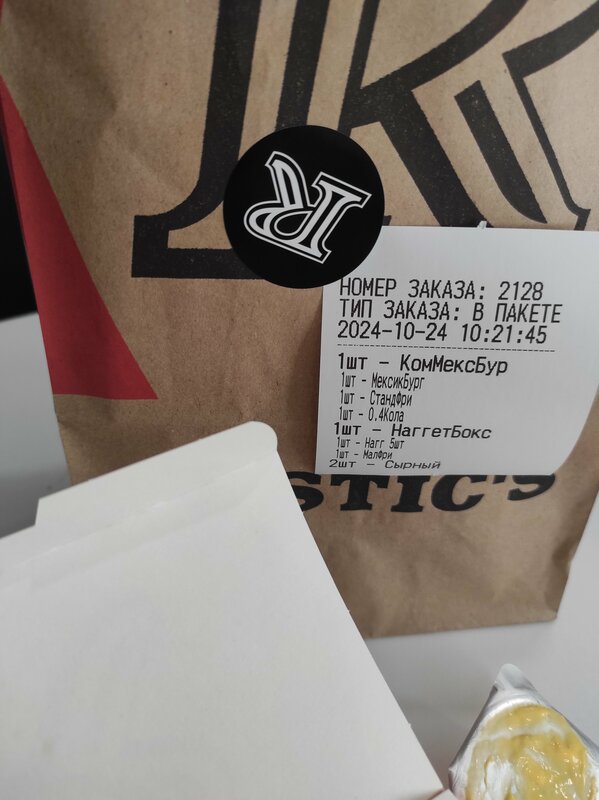 R
НОМЕР ЗАКАЗА: 2128
ТИП ЗАКАЗА: В ПАКЕТЕ
2024-10-24 10:21:45
1шт - КомМексБур
1шт - МексикБург
1шт - СтандФри
1шт - 0.4Кола
1шт - НаггетБокс
1шт - Нагг 5шт
1шт - МалФри
2шт - Сырный
STIC'S